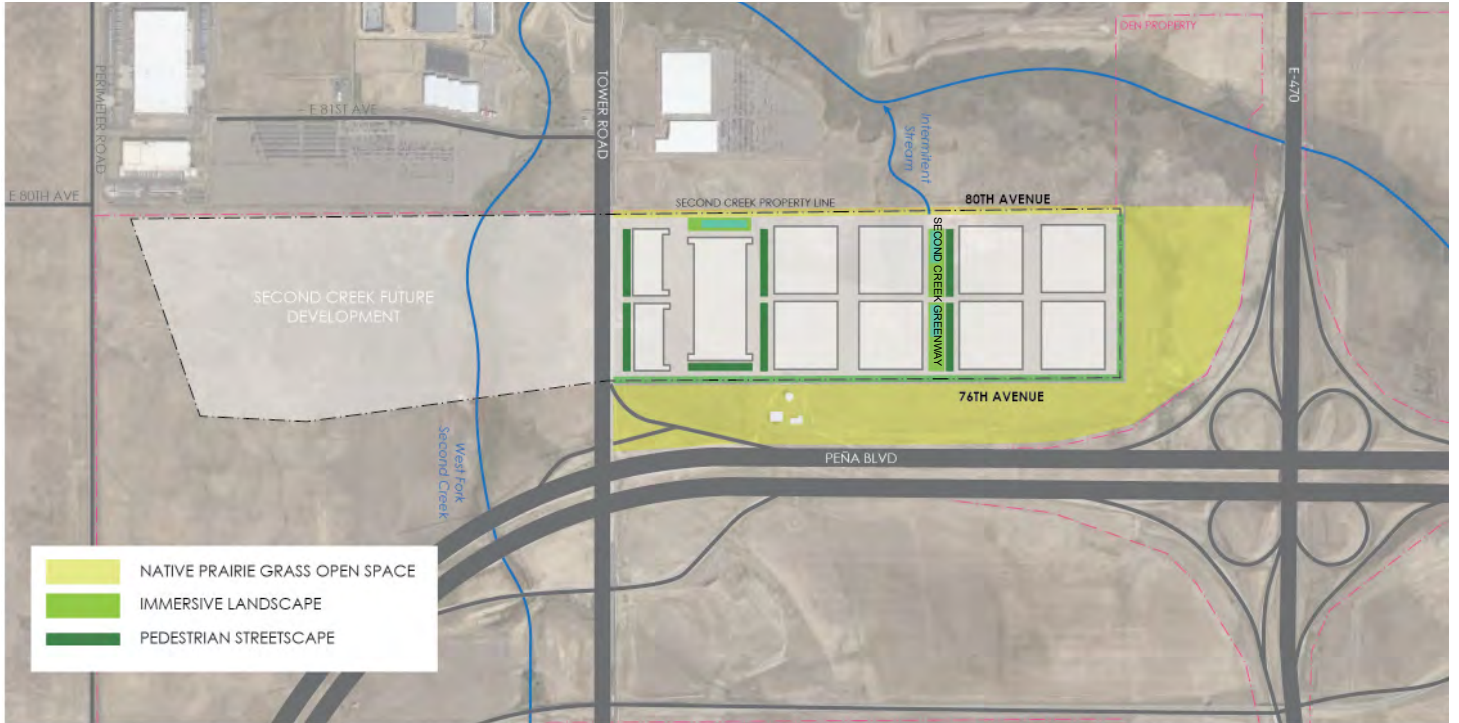 DEN PROPERTY
PERIMETER ROAD
TOWER ROAD
E-470
E 81ST AVE
Intermitent
Stream
E 80TH AVE
SECOND CREEK PROPERTY LINE
80TH AVENUE
SECOND CREEK GREENWAY
SECOND CREEK FUTURE
DEVELOPMENT
76TH AVENUE
West Fork
Second Creek
PEÑA BLVD
NATIVE PRAIRIE GRASS OPEN SPACE
IMMERSIVE LANDSCAPE
PEDESTRIAN STREETSCAPE